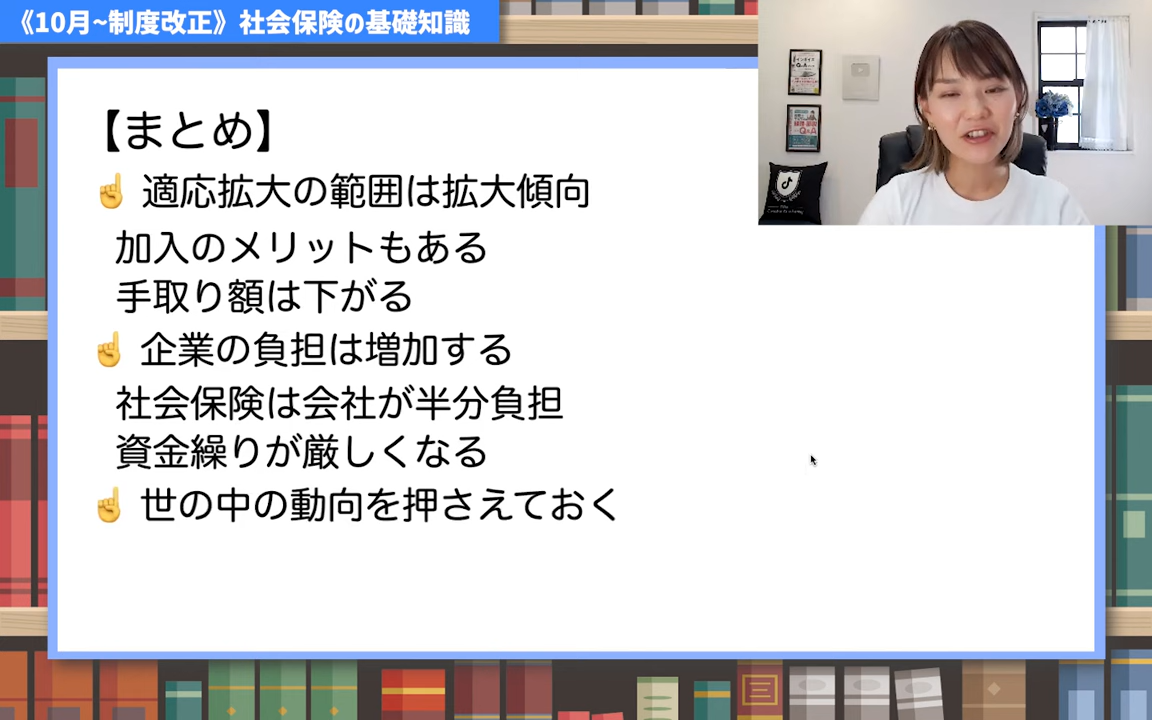 《10月~制度改正》社会保険の基礎知識
【まとめ】
☝ 適応拡大の範囲は拡大傾向
加入のメリットもある
手取り額は下がる
☝ 企業の負担は増加する
社会保険は会社が半分負担
資金繰りが厳しくなる
☝ 世の中の動向を押さえておく
Q&A